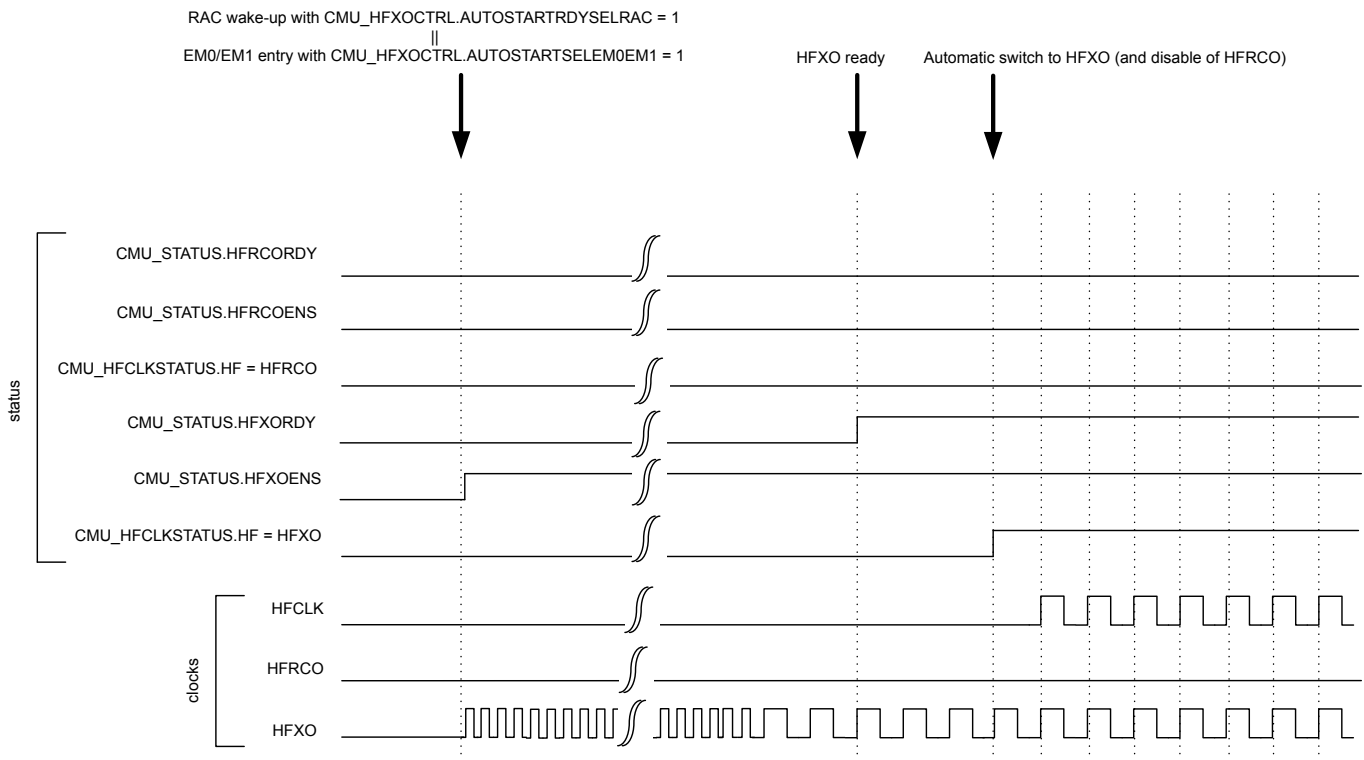 RAC wake-up with CMU_HFXOCTRL.AUTOSTARTRDYSELRAC = 1
||
EM0/EM1 entry with CMU_HFXOCTRL.AUTOSTARTSELEM0EM1 = 1
HFXO ready
Automatic switch to HFXO (and disable of HFRCO)
status
CMU_STATUS.HFRCORDY
CMU_STATUS.HFRCOENS
CMU_HFCLKSTATUS.HF = HFRCO
CMU_STATUS.HFXORDY
CMU_STATUS.HFXOENS
CMU_HFCLKSTATUS.HF = HFXO
clocks
HFCLK
HFRCO
HFXO